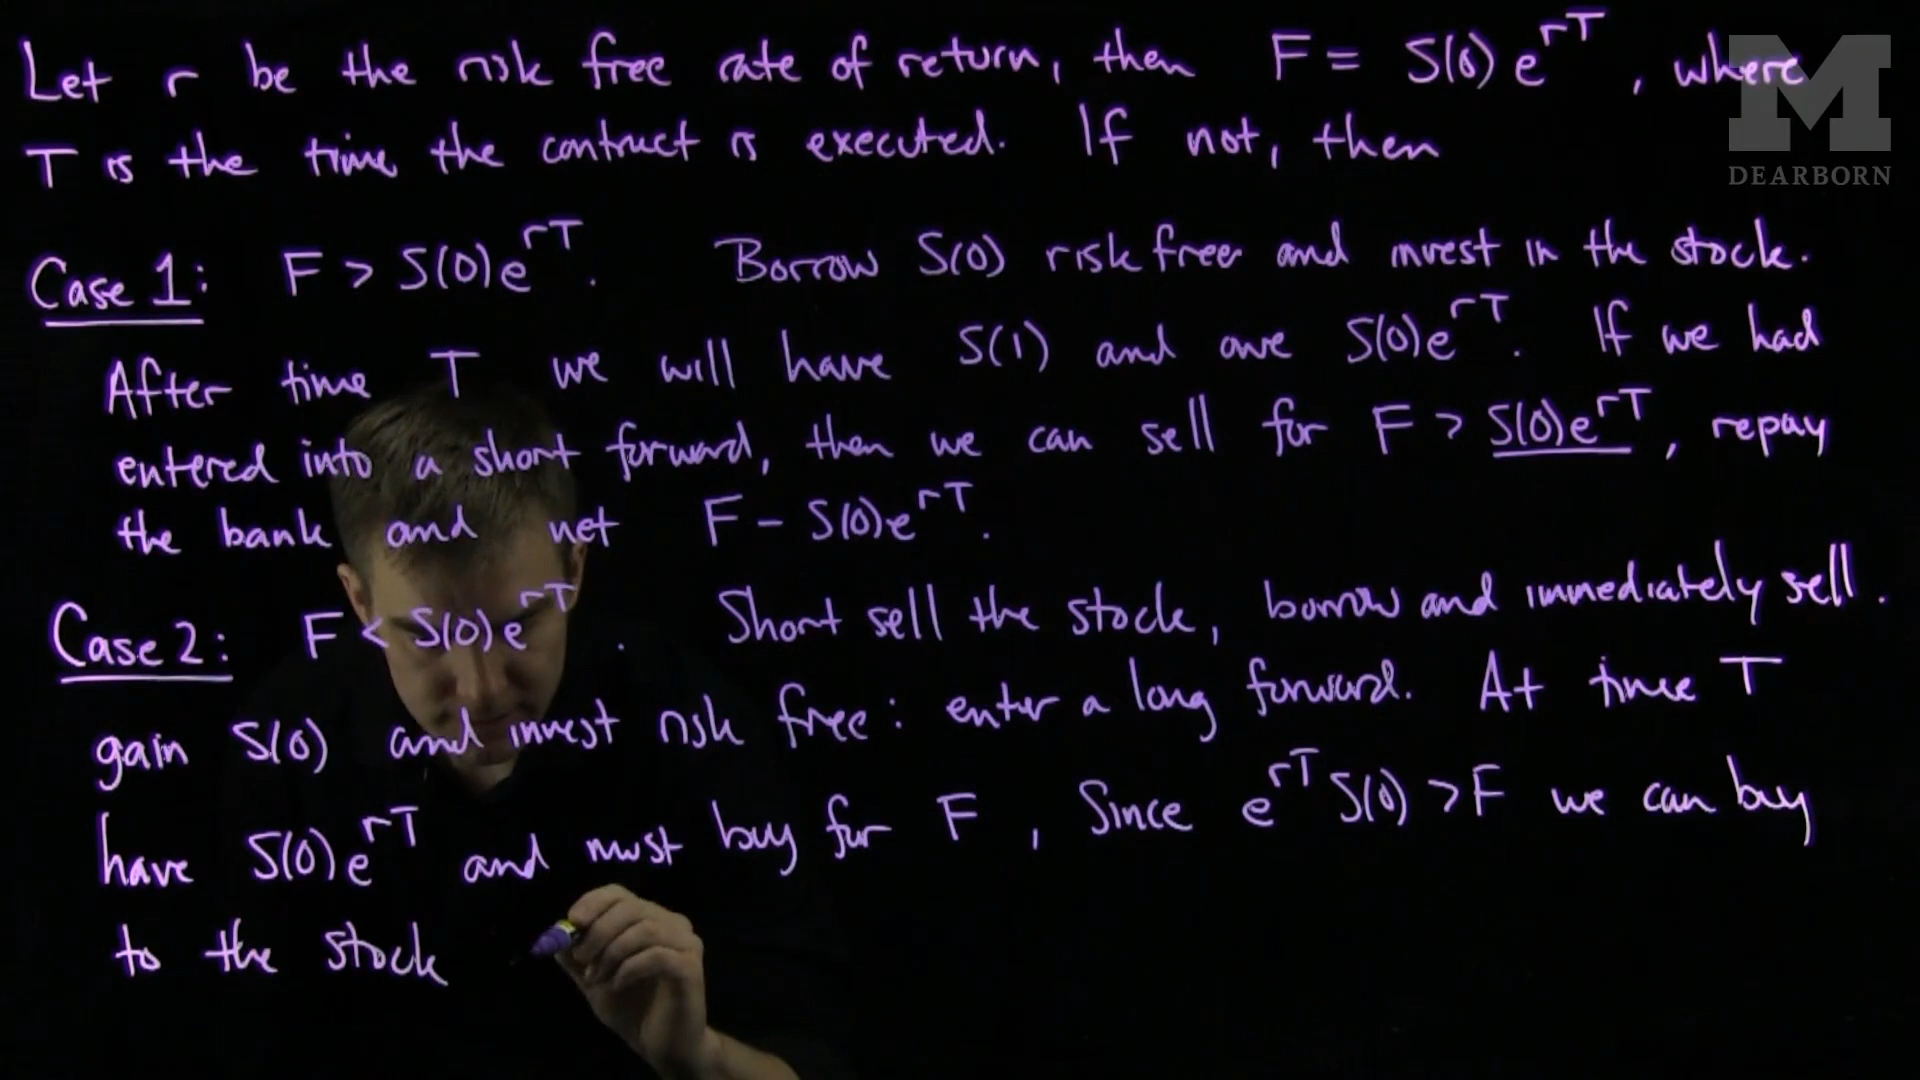 Let r be the risk free rate of return, then F = S(0) e^{rT}, where
T is the time the contract is executed. If not, then
Case 1: F > S(0)e^{rT}. Borrow S(0) risk free and invest in the stock.
After time T we will have S(1) and owe S(0)e^{rT}. If we had
entered into a short forward, then we can sell for F > S(0)e^{rT}, repay
the bank and net F - S(0)e^{rT}.
Case 2: F < S(0)e^{rT}. Short sell the stock, borrow and immediately sell.
gain S(0) and invest risk free: enter a long forward. At time T
have S(0)e^{rT} and must buy for F, Since e^{rT} S(0) > F we can buy
to the stock
M
DEARBORN